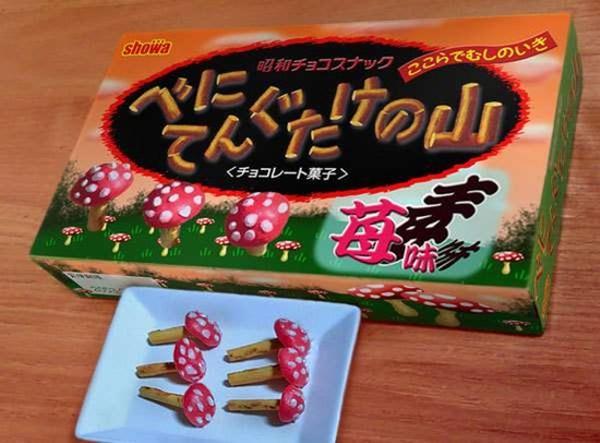 showa
昭和チョコスナック
ここらでむしのいき
べに
てんぐたけの山
<チョコレート菓子>
苺
味